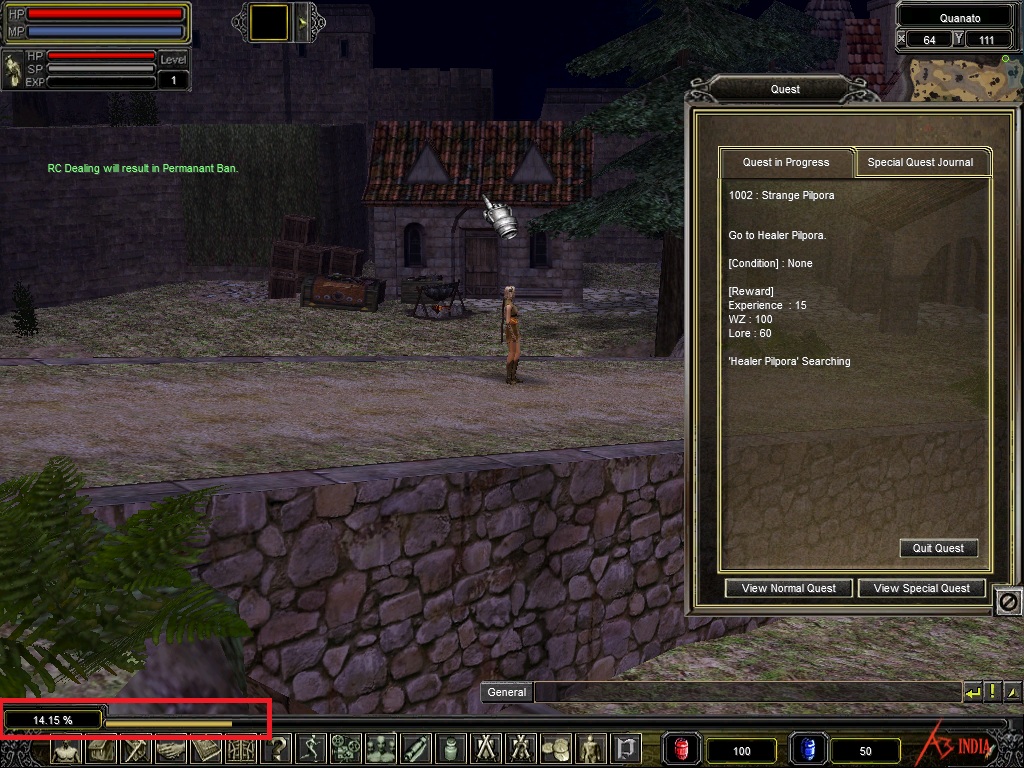 HP
MP
HP
SP
EXP
Level
1
Quanato
X 64 Y 111
RC Dealing will result in Permanant Ban.
Quest
Quest in Progress
Special Quest Journal
1002 : Strange Pilpora
Go to Healer Pilpora.
[Condition] : None
[Reward]
Experience : 15
WZ : 100
Lore : 60
'Healer Pilpora' Searching
Quit Quest
View Normal Quest
View Special Quest
General
!
14.15 %
?
100
50
A3 INDIA